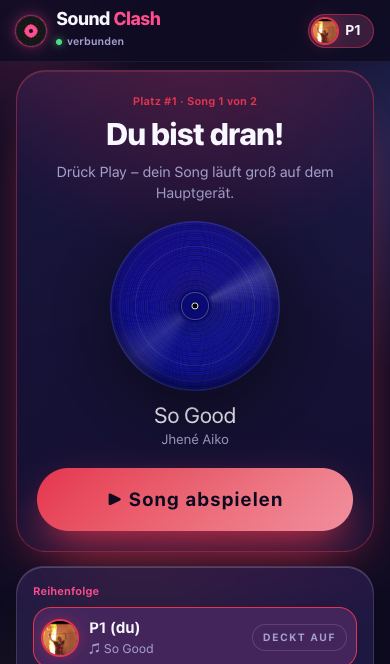 Sound Clash
verbunden
P1
Platz #1 · Song 1 von 2
Du bist dran!
Drück Play – dein Song läuft groß auf dem
Hauptgerät.
So Good
Jhené Aiko
Song abspielen
Reihenfolge
P1 (du)
So Good
DECKT AUF